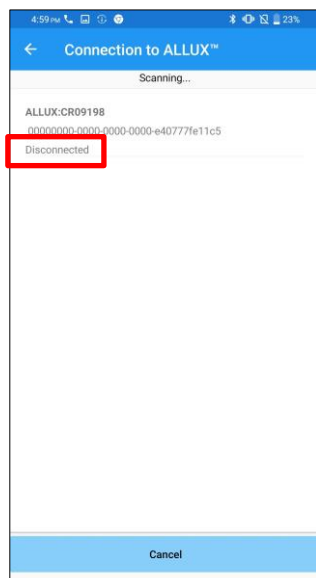 4:59 PM 23%
Connection to ALLUX™
Scanning...
ALLUX:CR09198
00000000-0000-0000-0000-e40777fe11c5
Disconnected
Cancel